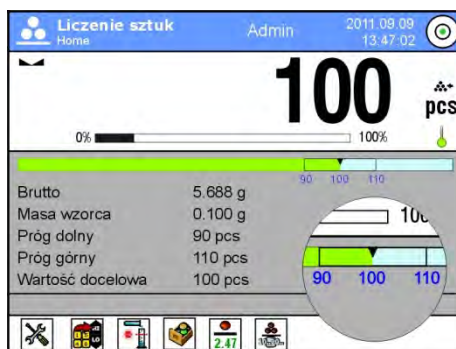 Liczenie sztuk Admin 2011.09.09
Home 13:47:02
100
pcs
0% 100%
90 100 110
Brutto 5.688 g
Masa wzorca 0.100 g
Próg dolny 90 pcs
Próg górny 110 pcs
Wartość docelowa 100 pcs
90 100 110
2.47